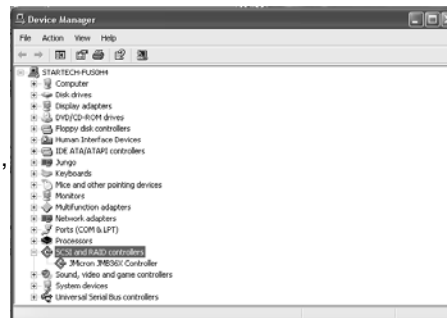 Device Manager
File Action View Help
STARTECH-FUS0H4
Computer
Disk drives
Display adapters
DVD/CD-ROM drives
Floppy disk controllers
Human Interface Devices
IDE ATA/ATAPI controllers
Jungo
Keyboards
Mice and other pointing devices
Monitors
Multifunction adapters
Network adapters
Ports (COM & LPT)
Processors
SCSI and RAID controllers
JMicron JMB36X Controller
Sound, video and game controllers
System devices
Universal Serial Bus controllers
,